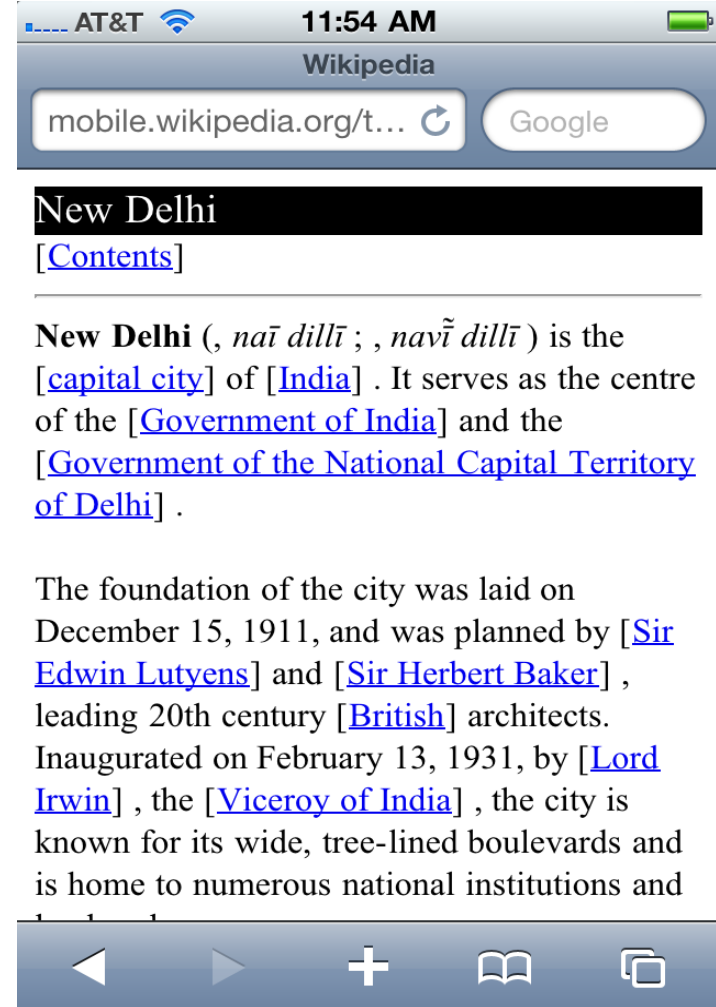 AT&T 11:54 AM
Wikipedia
mobile.wikipedia.org/t... Google
New Delhi
[Contents]
New Delhi (, naī dillī ; , navī̃ dillī ) is the
[capital city] of [India] . It serves as the centre
of the [Government of India] and the
[Government of the National Capital Territory
of Delhi] .
The foundation of the city was laid on
December 15, 1911, and was planned by [Sir
Edwin Lutyens] and [Sir Herbert Baker] ,
leading 20th century [British] architects.
Inaugurated on February 13, 1931, by [Lord
Irwin] , the [Viceroy of India] , the city is
known for its wide, tree-lined boulevards and
is home to numerous national institutions and